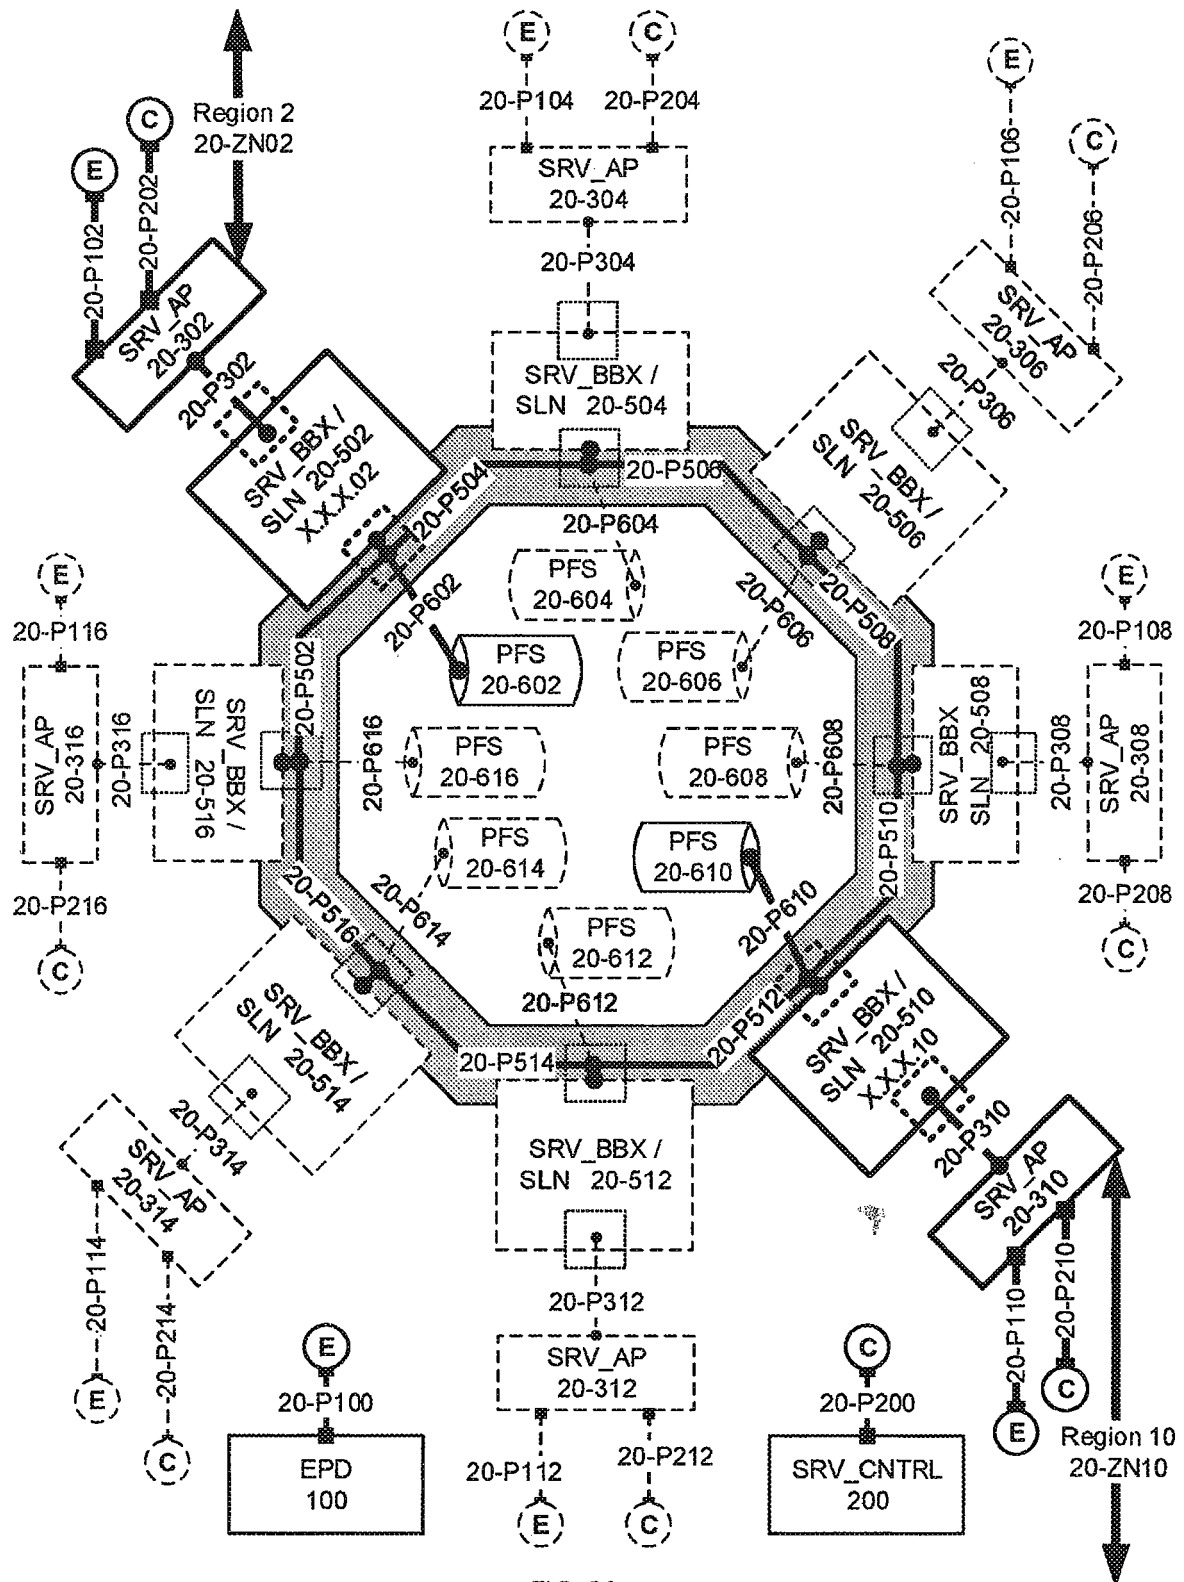 E
C
20-P104
20-P204
SRV_AP
20-304
20-P304
SRV_BBX /
SLN 20-504
Region 2
20-ZN02
C
E
20-P102
20-P202
SRV_AP
20-302
20-P302
SRV_BBX /
SLN 20-502
X.X.X.02
E
C
20-P106
20-P206
SRV_AP
20-306
20-P306
SRV_BBX /
SLN 20-506
20-P504
20-P506
20-P604
20-P602
20-P606
20-P508
PFS
20-604
PFS
20-602
PFS
20-606
E
20-P116
SRV_AP
20-316
20-P316
SRV_BBX /
SLN 20-516
20-P216
C
20-P502
20-P616
PFS
20-616
PFS
20-608
20-P608
E
20-P108
SRV_BBX
SLN 20-508
20-P308
SRV_AP
20-308
20-P208
C
20-P510
PFS
20-614
PFS
20-610
PFS
20-612
20-P516
20-P614
20-P612
20-P610
20-P512
20-P514
SRV_BBX /
SLN 20-514
20-P314
SRV_AP
20-314
20-P114
20-P214
E
C
SRV_BBX /
SLN 20-512
20-P312
SRV_AP
20-312
20-P112
20-P212
E
C
SRV_BBX /
SLN 20-510
X.X.X.10
20-P310
SRV_AP
20-310
20-P110
20-P210
E
C
Region 10
20-ZN10
E
20-P100
EPD
100
C
20-P200
SRV_CNTRL
200